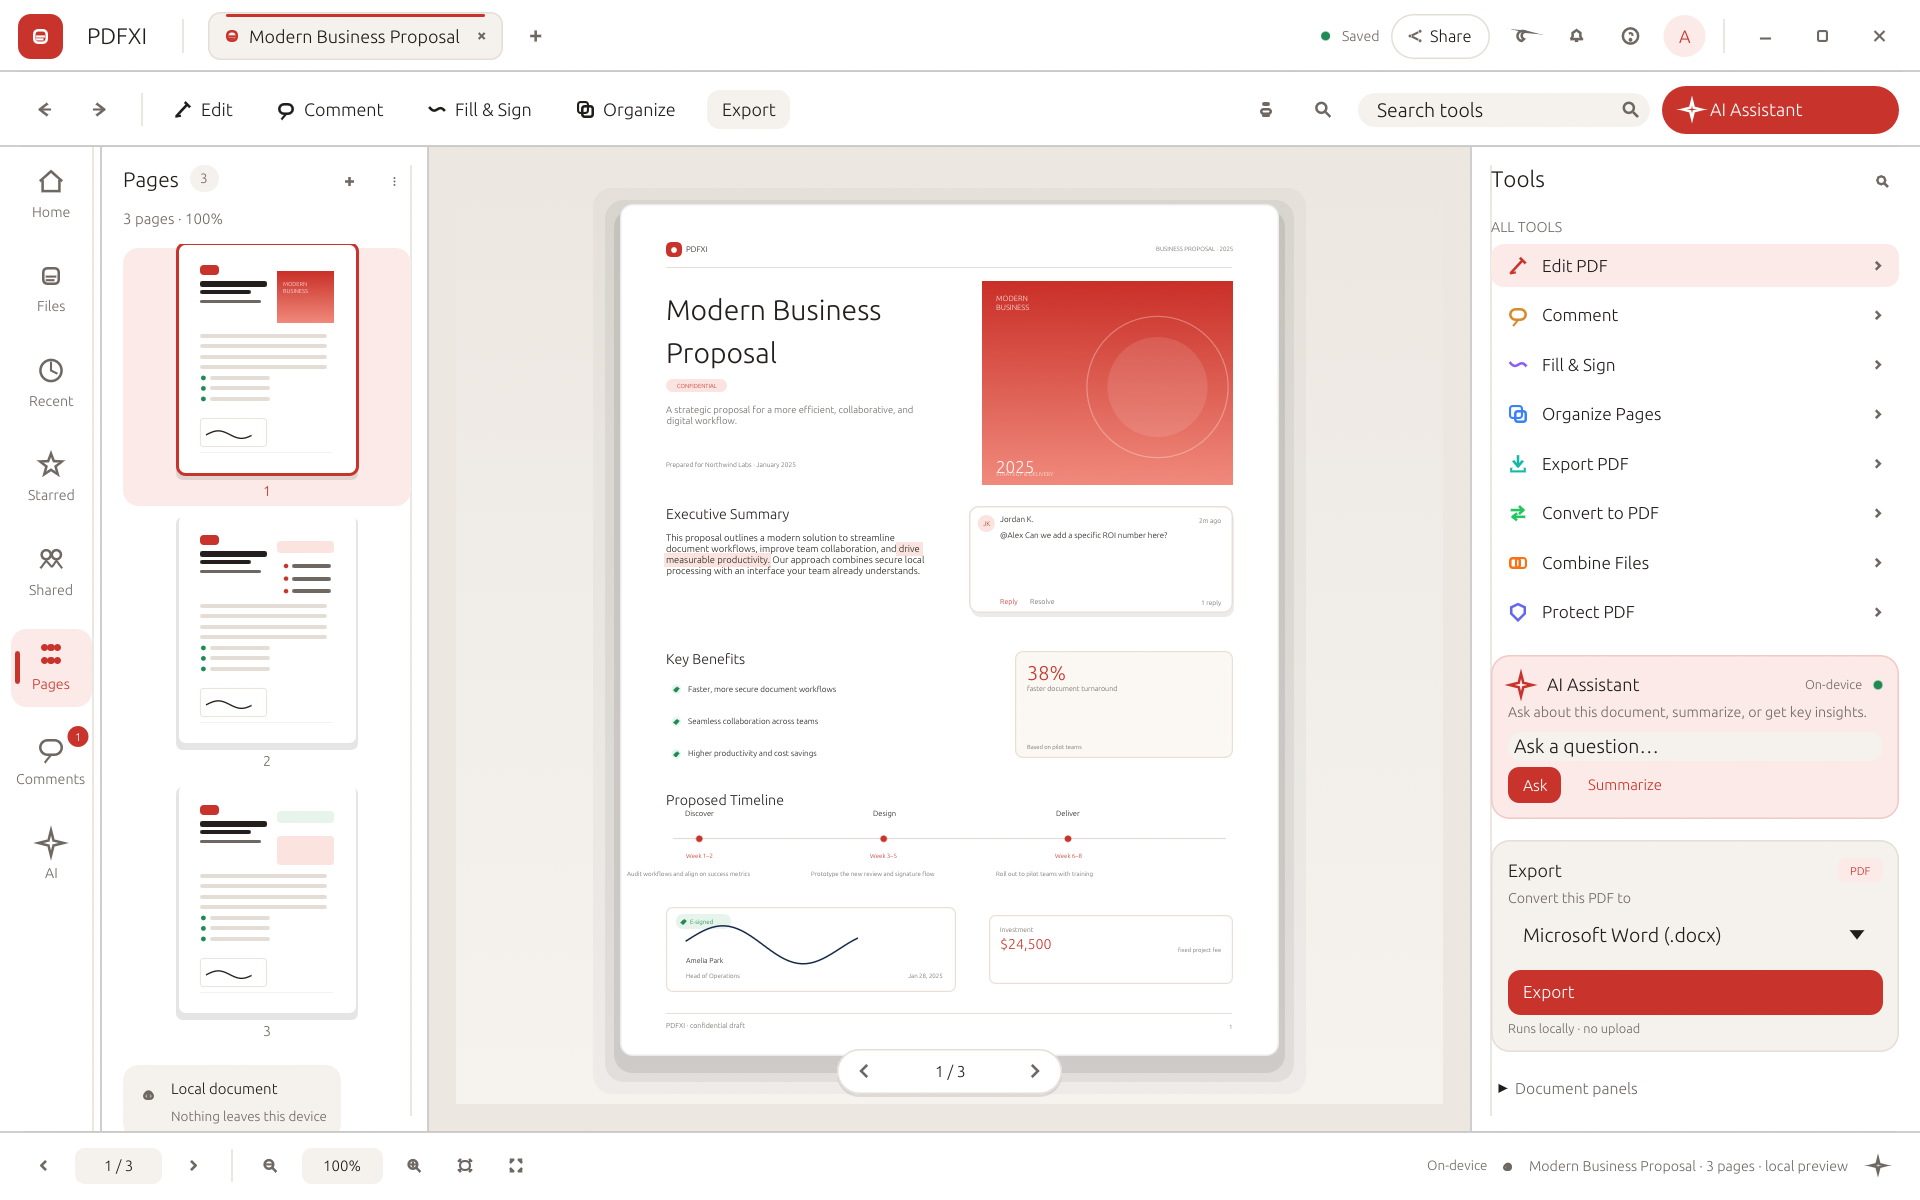 PDFXI
Modern Business Proposal
Saved
Share
A
Edit
Comment
Fill & Sign
Organize
Export
Search tools
AI Assistant
Home
Files
Recent
Starred
Shared
Pages
1
Comments
AI
Pages 3
3 pages · 100%
MODERN
BUSINESS
1
2
3
Local document
Nothing leaves this device
PDFXI
BUSINESS PROPOSAL · 2025
Modern Business
Proposal
CONFIDENTIAL
A strategic proposal for a more efficient, collaborative, and
digital workflow.
Prepared for Northwind Labs · January 2025
MODERN
BUSINESS
2025
Executive Summary
This proposal outlines a modern solution to streamline
document workflows, improve team collaboration, and drive
measurable productivity. Our approach combines secure local
processing with an interface your team already understands.
JK
Jordan K.
2m ago
@Alex Can we add a specific ROI number here?
Reply
Resolve
1 reply
Key Benefits
Faster, more secure document workflows
Seamless collaboration across teams
Higher productivity and cost savings
38%
faster document turnaround
Based on pilot teams
Proposed Timeline
Discover
Design
Deliver
Week 1–2
Week 3–5
Week 6–8
Audit workflows and align on success metrics
Prototype the new review and signature flow
Roll out to pilot teams with training
E-signed
Amelia Park
Head of Operations
Jan 28, 2025
Investment
$24,500
fixed project fee
PDFXI · confidential draft
1
1 / 3
Tools
ALL TOOLS
Edit PDF
Comment
Fill & Sign
Organize Pages
Export PDF
Convert to PDF
Combine Files
Protect PDF
AI Assistant
On-device
Ask about this document, summarize, or get key insights.
Ask a question…
Ask
Summarize
Export
PDF
Convert this PDF to
Microsoft Word (.docx)
Export
Runs locally · no upload
Document panels
1 / 3
100%
On-device
Modern Business Proposal · 3 pages · local preview